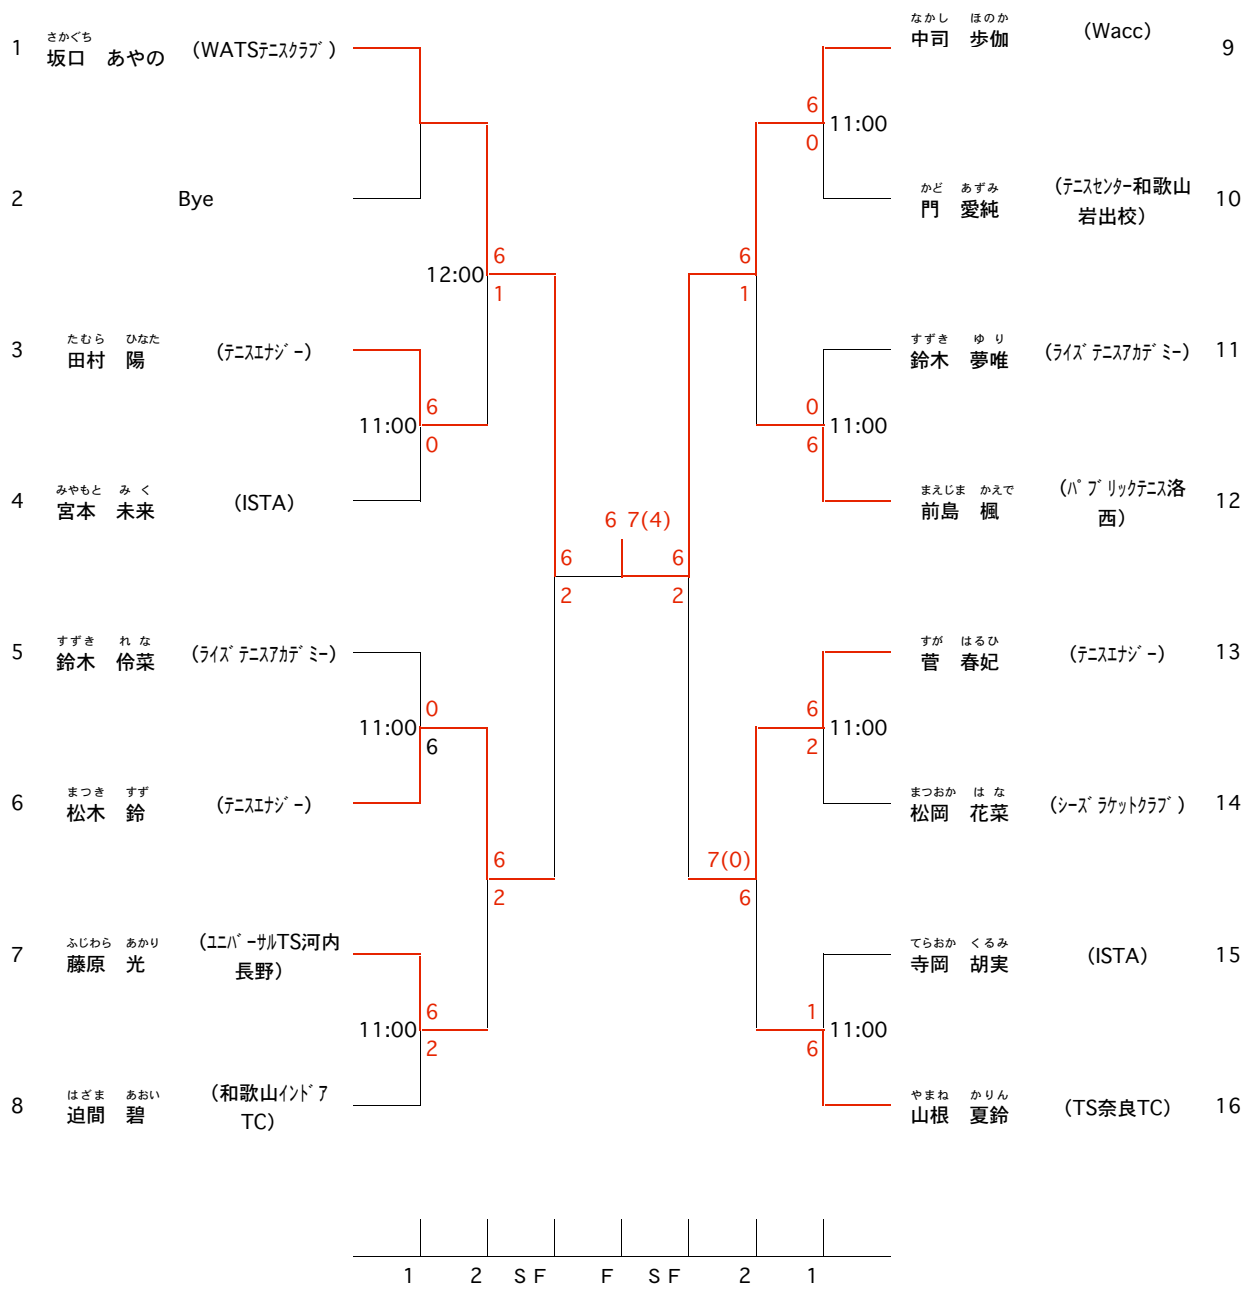 さかぐち
1 坂口 あやの (WATSﾃﾆｽｸﾗﾌﾞ)
2 Bye
12:00 6
1
たむら ひなた
3 田村 陽 (ﾃﾆｽｴﾅｼﾞｰ)
11:00 6
0
みやもと みく
4 宮本 未来 (ISTA)
6
2
すずき れな
5 鈴木 伶菜 (ﾗｲｽﾞﾃﾆｽｱｶﾃﾞﾐｰ)
11:00 0
6
まつき すず
6 松木 鈴 (ﾃﾆｽｴﾅｼﾞｰ)
6
2
ふじわら あかり
7 藤原 光 (ﾕﾆﾊﾞｰｻﾙTS河内
長野)
11:00 6
2
はざま あおい
8 迫間 碧 (和歌山ｲﾝﾄﾞｱ
TC)
6 7(4)
なかし ほのか
中司 歩伽 (Wacc) 9
6
11:00
0
かど あずみ
門 愛純 (ﾃﾆｽｾﾝﾀｰ和歌山
岩出校) 10
6
1
すずき ゆり
鈴木 夢唯 (ﾗｲｽﾞﾃﾆｽｱｶﾃﾞﾐｰ) 11
0
11:00
6
まえじま かえで
前島 楓 (ﾊﾟﾌﾞﾘｯｸﾃﾆｽ洛
西) 12
6
2
すが はるひ
菅 春妃 (ﾃﾆｽｴﾅｼﾞｰ) 13
6
11:00
2
まつおか はな
松岡 花菜 (ｼｰｽﾞﾗｹｯﾄｸﾗﾌﾞ) 14
7(0)
6
てらおか くるみ
寺岡 胡実 (ISTA) 15
1
11:00
6
やまね かりん
山根 夏鈴 (TS奈良TC) 16
1 2 ＳＦ Ｆ ＳＦ 2 1